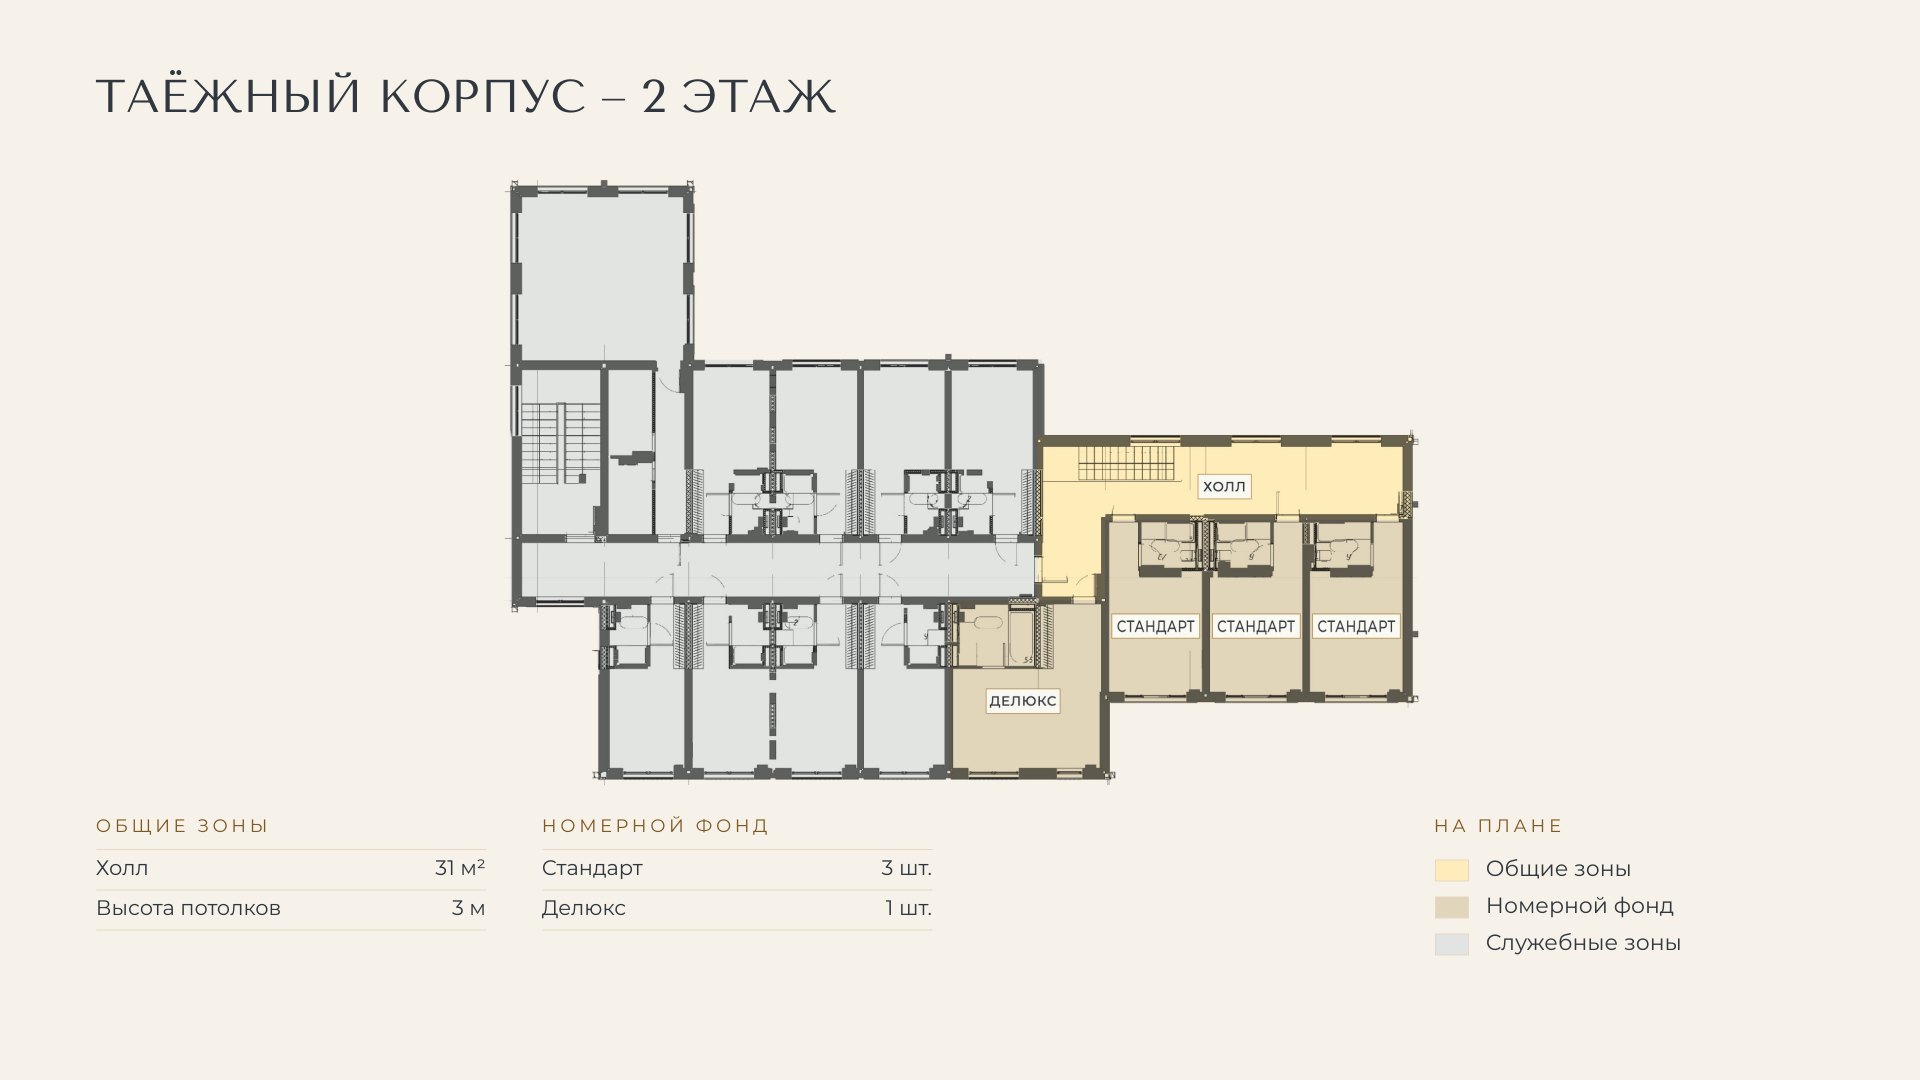 ТАЁЖНЫЙ КОРПУС – 2 ЭТАЖ
ХОЛЛ
СТАНДАРТ СТАНДАРТ СТАНДАРТ
ДЕЛЮКС
ОБЩИЕ ЗОНЫ
Холл 31 м²
Высота потолков 3 м
НОМЕРНОЙ ФОНД
Стандарт 3 шт.
Делюкс 1 шт.
НА ПЛАНЕ
Общие зоны
Номерной фонд
Служебные зоны